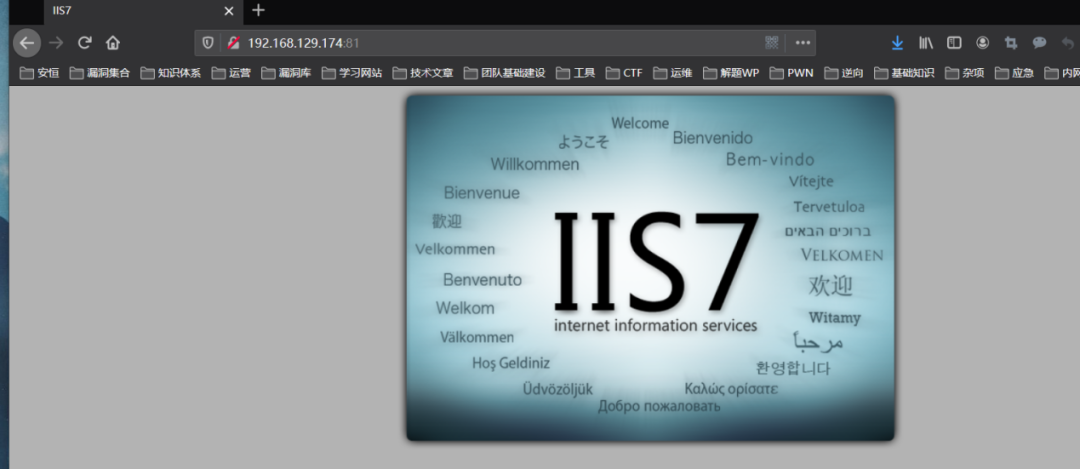 IIS7
192.168.129.174:81
安恒 漏洞集合 知识体系 运营 漏洞库 学习网站 技术文章 团队基础建设 工具 CTF 运维 解題WP PWN 逆向 基础知识 杂项 应急 内网
Welcome
ようこそ
Bienvenido
Willkommen
Bem-vindo
Bienvenue
Vítejte
歡迎
Tervetuloa
Velkommen
ברוכים הבאים
VELKOMEN
Benvenuto
欢迎
Welkom
Witamy
Välkommen
مرحباً
Hoş Geldiniz
환영합니다
Üdvözöljük
Καλώς ορίσατε
Добро пожаловать
IIS7
internet information services